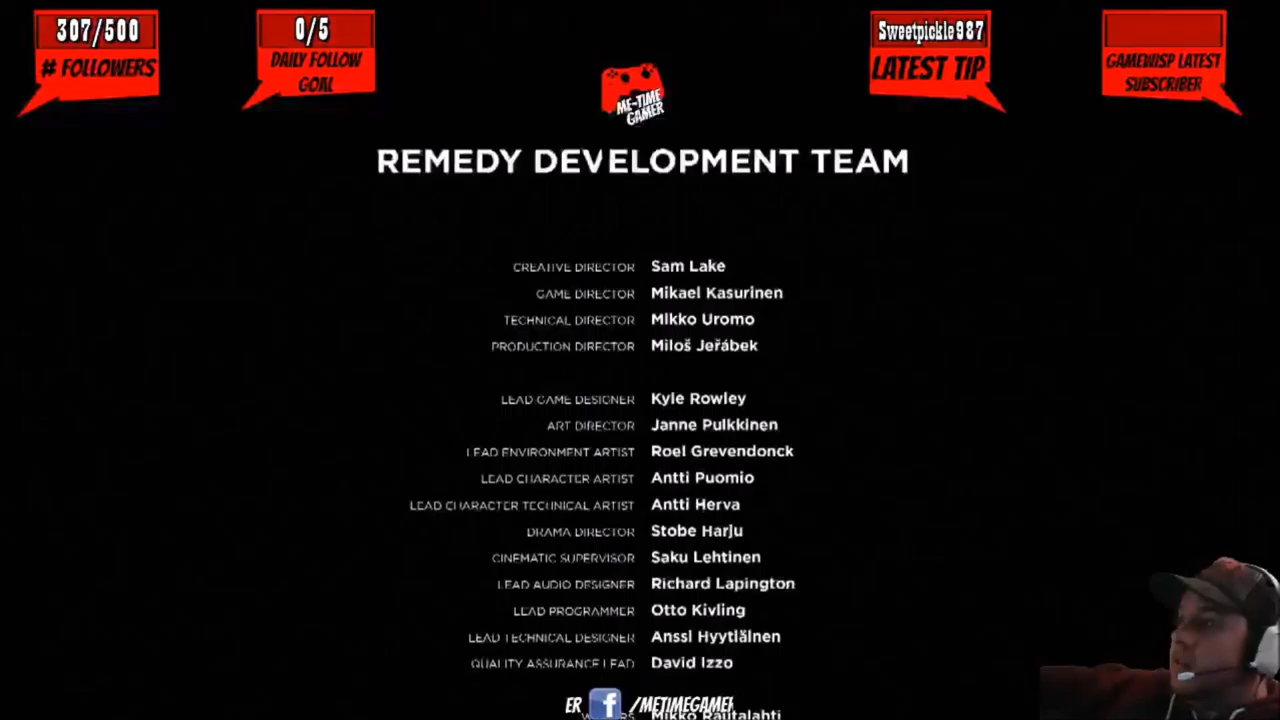 307/500
# FOLLOWERS
0/5
DAILY FOLLOW
GOAL
ME-TIME
GAMER
Sweetpickle987
LATEST TIP
GAMEWISP LATEST
SUBSCRIBER
REMEDY DEVELOPMENT TEAM
CREATIVE DIRECTOR Sam Lake
GAME DIRECTOR Mikael Kasurinen
TECHNICAL DIRECTOR Mikko Uromo
PRODUCTION DIRECTOR Miloš Jeřábek
LEAD GAME DESIGNER Kyle Rowley
ART DIRECTOR Janne Pulkkinen
LEAD ENVIRONMENT ARTIST Roel Grevendonck
LEAD CHARACTER ARTIST Antti Puomio
LEAD CHARACTER TECHNICAL ARTIST Antti Herva
DRAMA DIRECTOR Stobe Harju
CINEMATIC SUPERVISOR Saku Lehtinen
LEAD AUDIO DESIGNER Richard Lapington
LEAD PROGRAMMER Otto Kivling
LEAD TECHNICAL DESIGNER Anssi Hyytiäinen
QUALITY ASSURANCE LEAD David Izzo
ER f /METIMEGAMER
Mikko Rautalahti